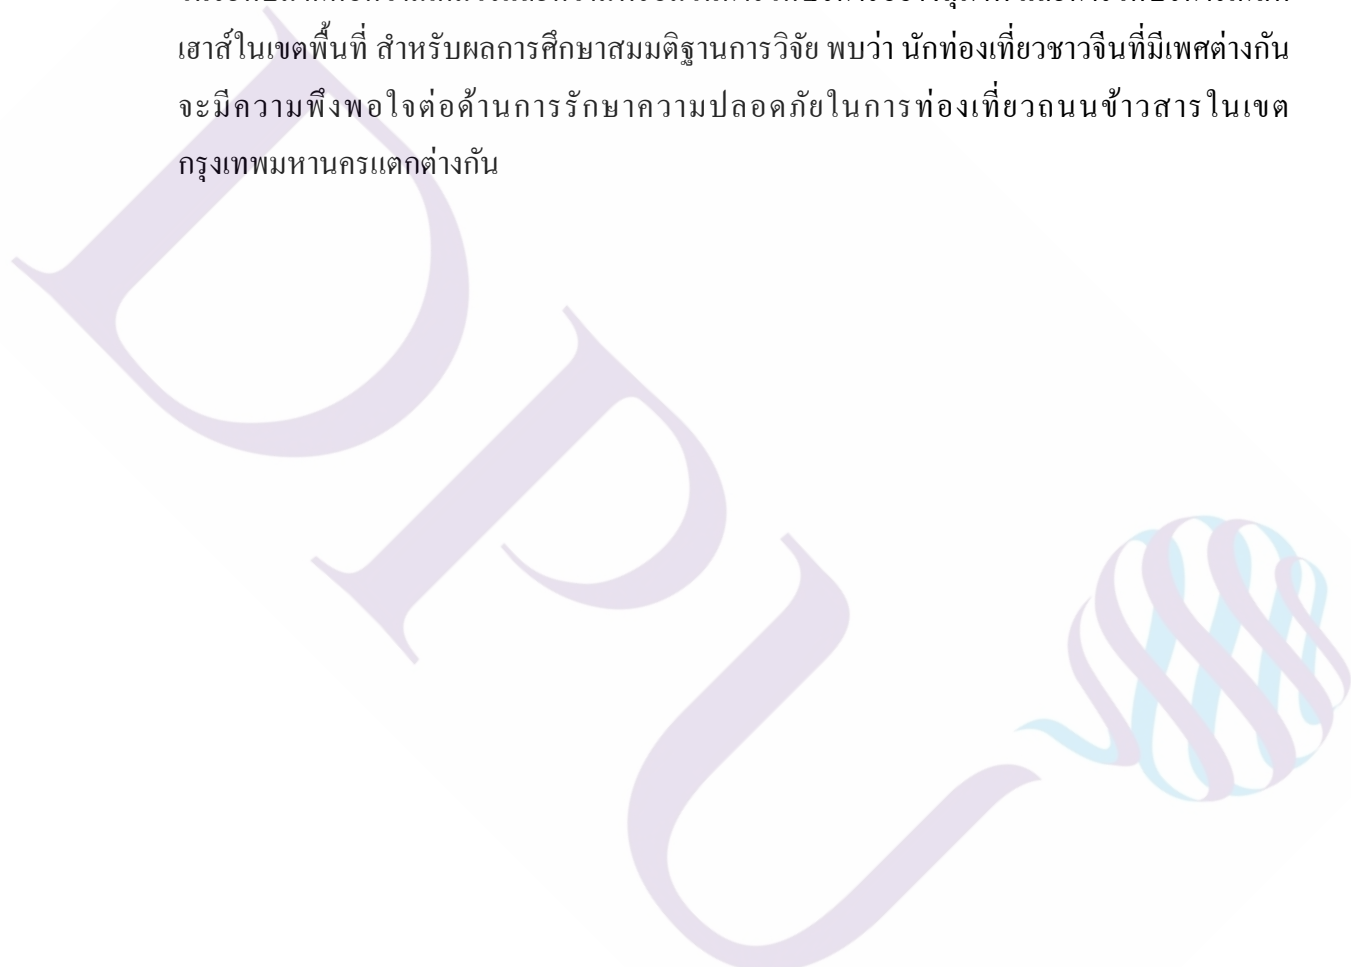 เฮาส์ในเขตพื้นที่ สำหรับผลการศึกษาสมมติฐานการวิจัย พบว่า นักท่องเที่ยวชาวจีนที่มีเพศต่างกัน
จะมีความพึงพอใจต่อด้านการรักษาความปลอดภัยในการท่องเที่ยวถนนข้าวสารในเขต
กรุงเทพมหานครแตกต่างกัน
DPU